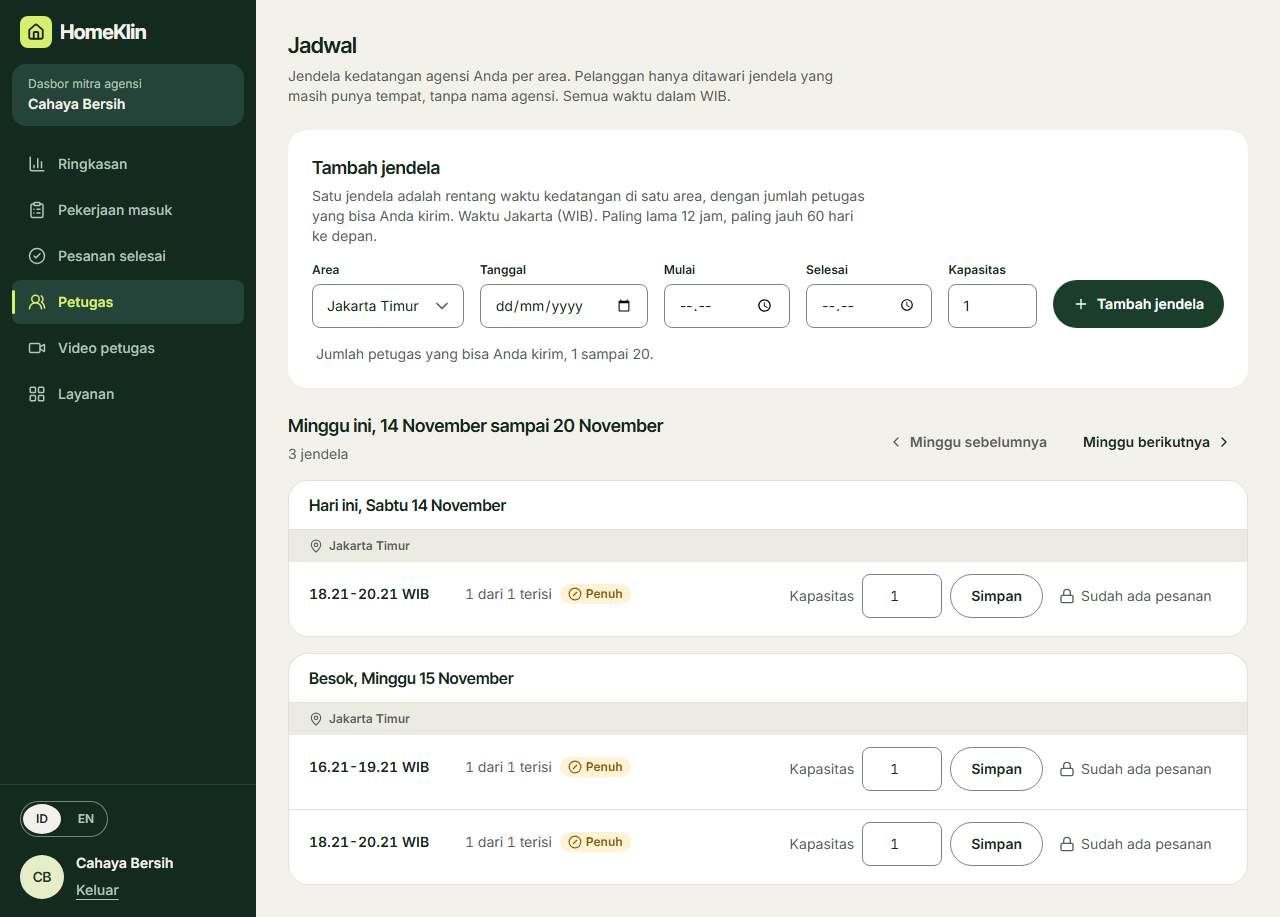 HomeKlin
Dasbor mitra agensi
Cahaya Bersih
Ringkasan
Pekerjaan masuk
Pesanan selesai
Petugas
Video petugas
Layanan
ID EN
CB
Cahaya Bersih
Keluar
Jadwal
Jendela kedatangan agensi Anda per area. Pelanggan hanya ditawari jendela yang
masih punya tempat, tanpa nama agensi. Semua waktu dalam WIB.
Tambah jendela
Satu jendela adalah rentang waktu kedatangan di satu area, dengan jumlah petugas
yang bisa Anda kirim. Waktu Jakarta (WIB). Paling lama 12 jam, paling jauh 60 hari
ke depan.
Area Tanggal Mulai Selesai Kapasitas
Jakarta Timur dd/mm/yyyy --.-- --.-- 1 + Tambah jendela
Jumlah petugas yang bisa Anda kirim, 1 sampai 20.
Minggu ini, 14 November sampai 20 November
3 jendela
Minggu sebelumnya Minggu berikutnya
Hari ini, Sabtu 14 November
Jakarta Timur
18.21-20.21 WIB 1 dari 1 terisi Penuh Kapasitas 1 Simpan Sudah ada pesanan
Besok, Minggu 15 November
Jakarta Timur
16.21-19.21 WIB 1 dari 1 terisi Penuh Kapasitas 1 Simpan Sudah ada pesanan
18.21-20.21 WIB 1 dari 1 terisi Penuh Kapasitas 1 Simpan Sudah ada pesanan